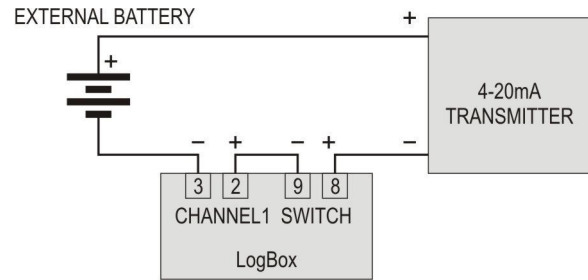 EXTERNAL BATTERY
+
+
4-20mA
TRANSMITTER
− + − + −
3 2 9 8
CHANNEL1 SWITCH
LogBox